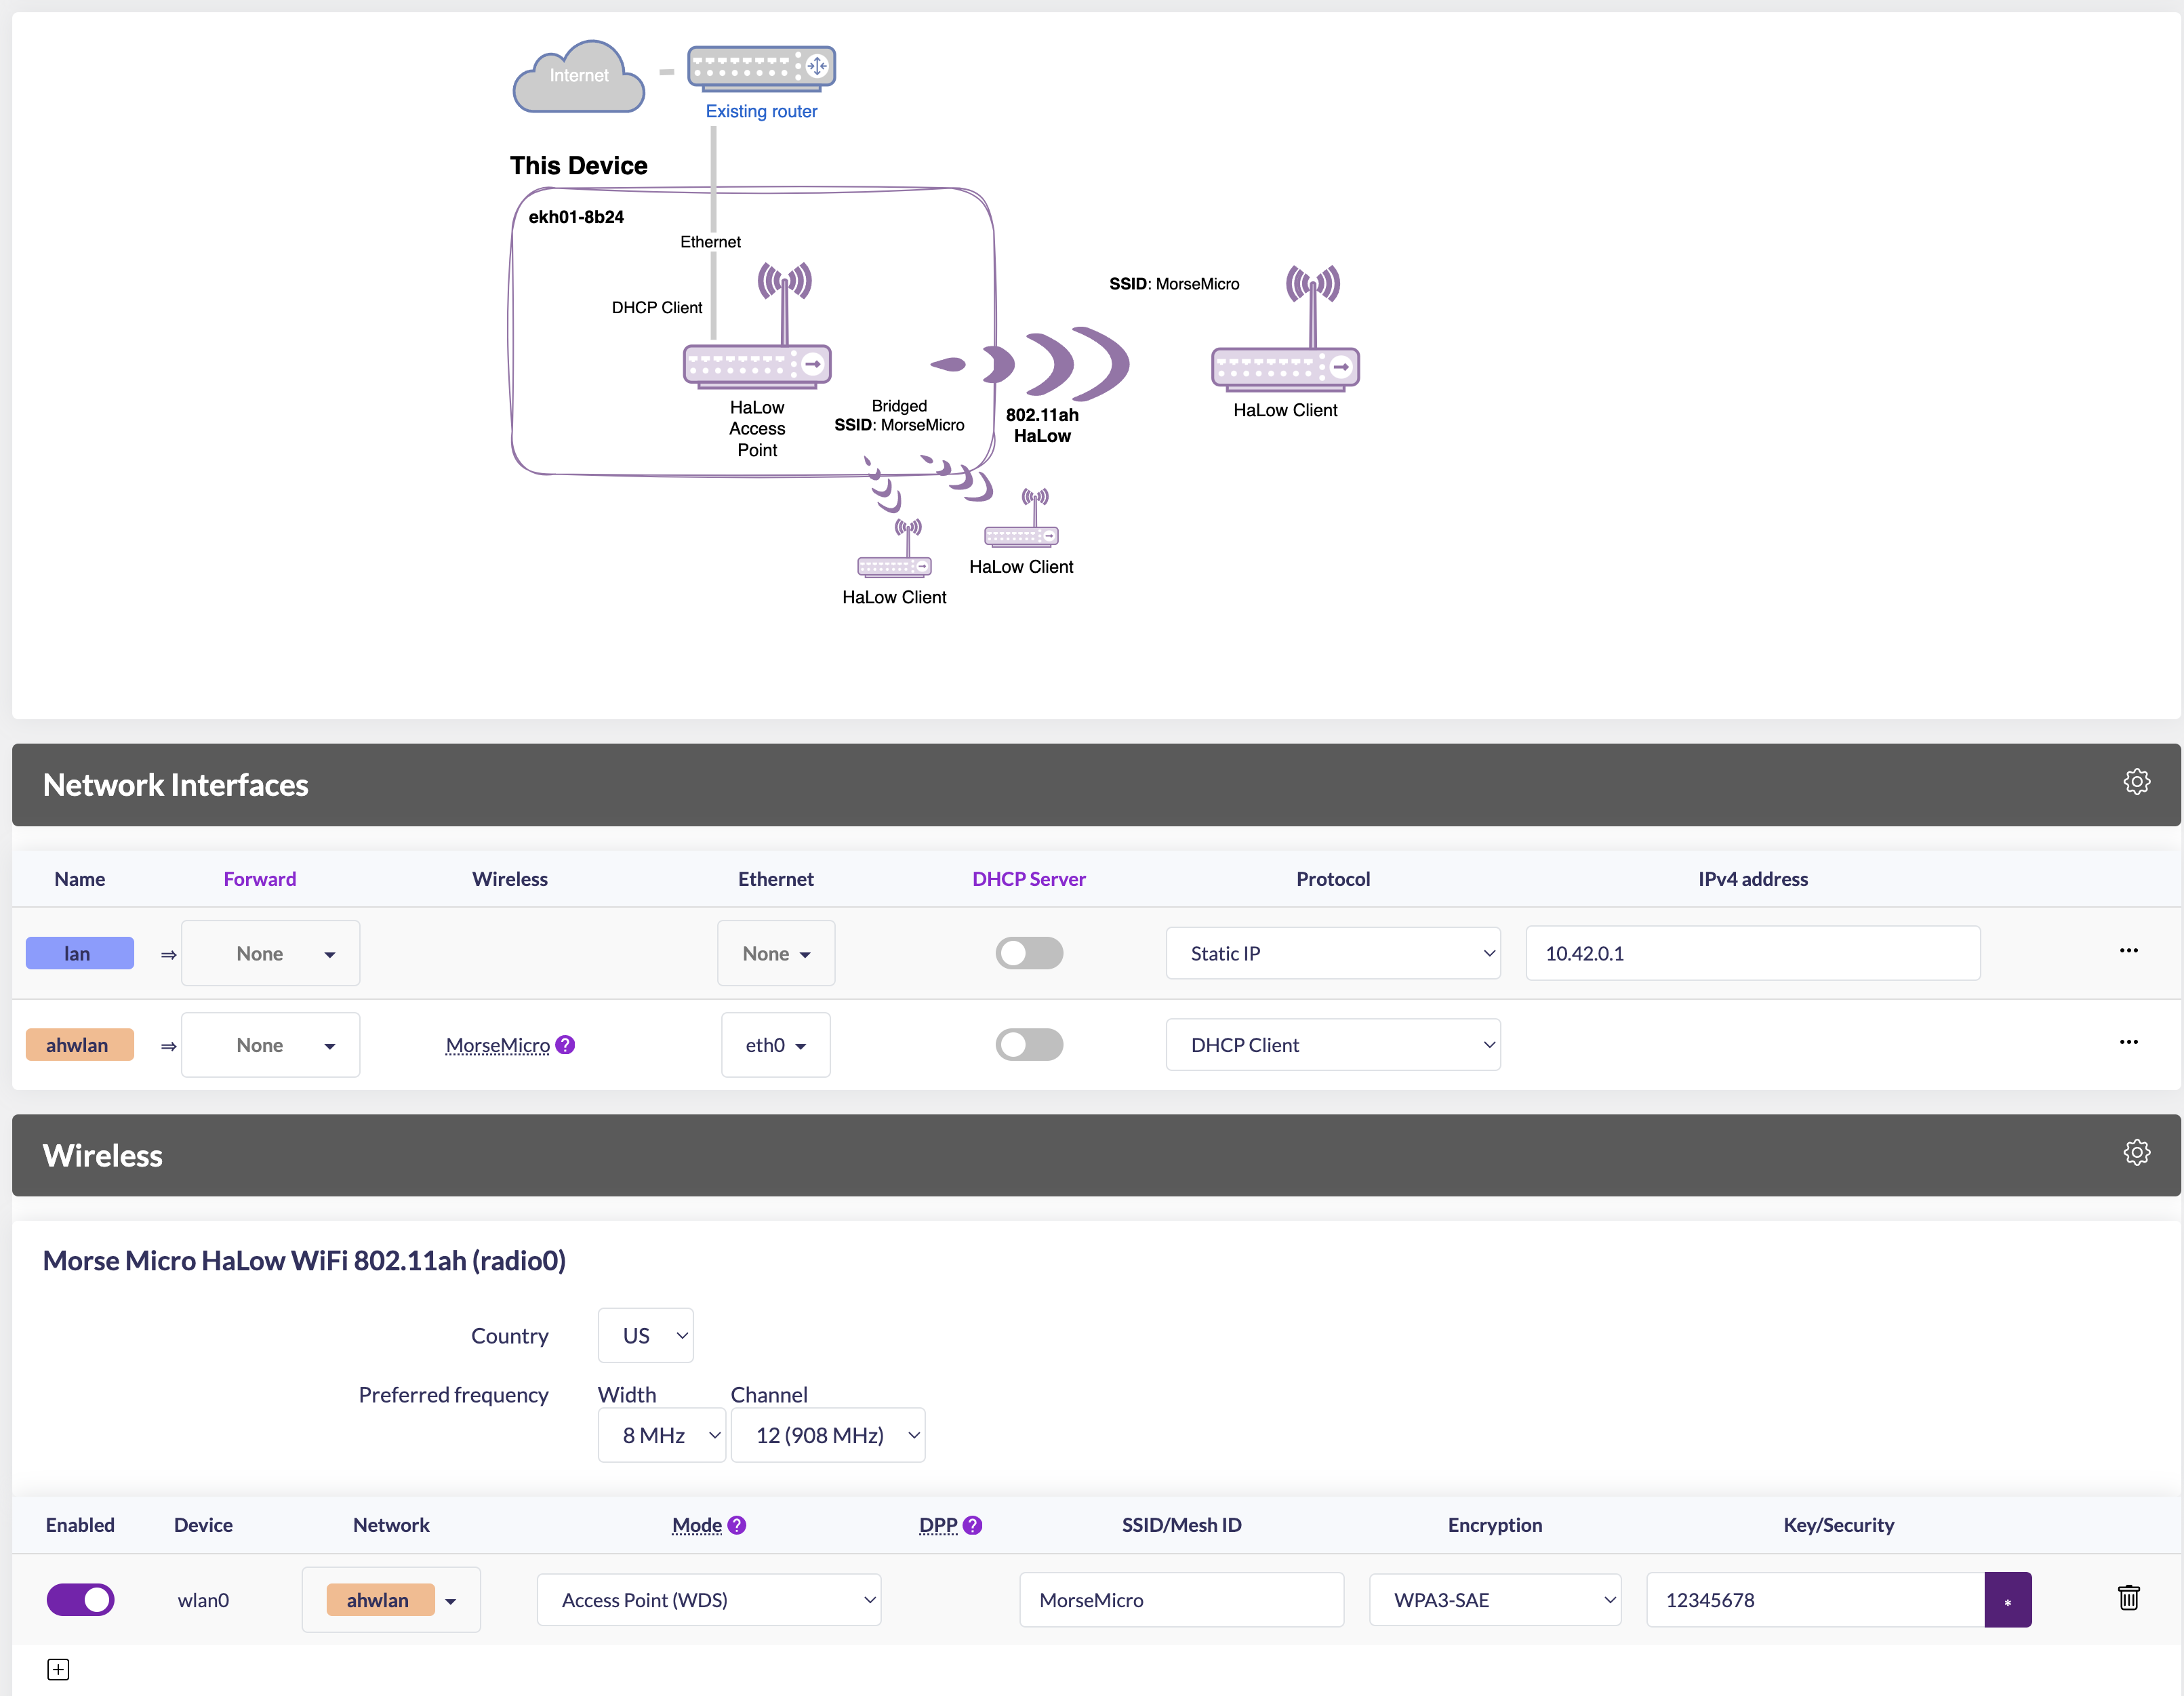 Internet
Existing router
This Device
ekh01-8b24
Ethernet
DHCP Client
SSID: MorseMicro
HaLow
Access
Point
Bridged
SSID: MorseMicro
802.11ah
HaLow
HaLow Client
HaLow Client
HaLow Client
Network Interfaces
Name Forward Wireless Ethernet DHCP Server Protocol IPv4 address
lan ⇒ None None Static IP 10.42.0.1 ...
ahwlan ⇒ None MorseMicro ? eth0 DHCP Client ...
Wireless
Morse Micro HaLow WiFi 802.11ah (radio0)
Country US
Preferred frequency Width Channel
8 MHz 12 (908 MHz)
Enabled Device Network Mode ? DPP ? SSID/Mesh ID Encryption Key/Security
wlan0 ahwlan Access Point (WDS) MorseMicro WPA3-SAE 12345678 *